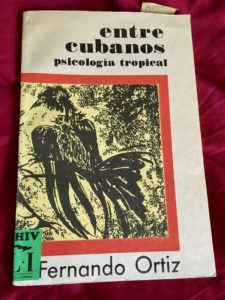 entre
cubanos
psicología tropical
Fernando Ortiz